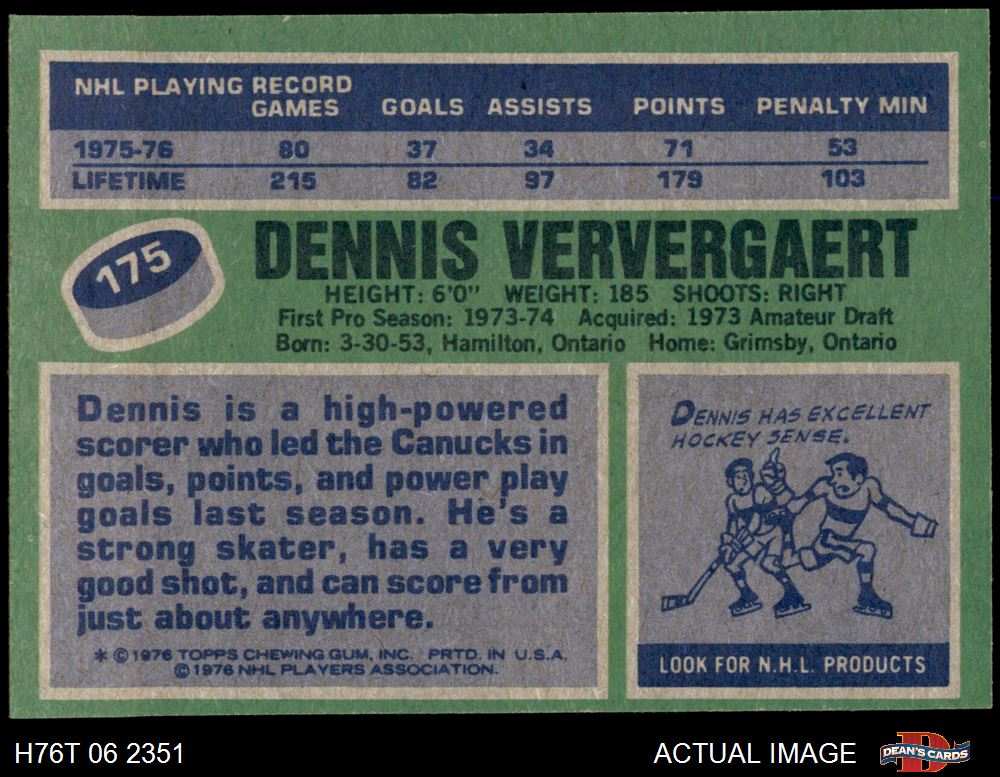 NHL PLAYING RECORD
GAMES GOALS ASSISTS POINTS PENALTY MIN
1975-76 80 37 34 71 53
LIFETIME 215 82 97 179 103
175
DENNIS VERVERGAERT
HEIGHT: 6'0" WEIGHT: 185 SHOOTS: RIGHT
First Pro Season: 1973-74 Acquired: 1973 Amateur Draft
Born: 3-30-53, Hamilton, Ontario Home: Grimsby, Ontario
Dennis is a high-powered
scorer who led the Canucks in
goals, points, and power play
goals last season. He's a
strong skater, has a very
good shot, and can score from
just about anywhere.
* © 1976 TOPPS CHEWING GUM, INC. PRTD. IN U.S.A.
© 1976 NHL PLAYERS ASSOCIATION.
DENNIS HAS EXCELLENT
HOCKEY SENSE.
LOOK FOR N.H.L. PRODUCTS
H76T 06 2351
ACTUAL IMAGE
DEAN'S CARDS